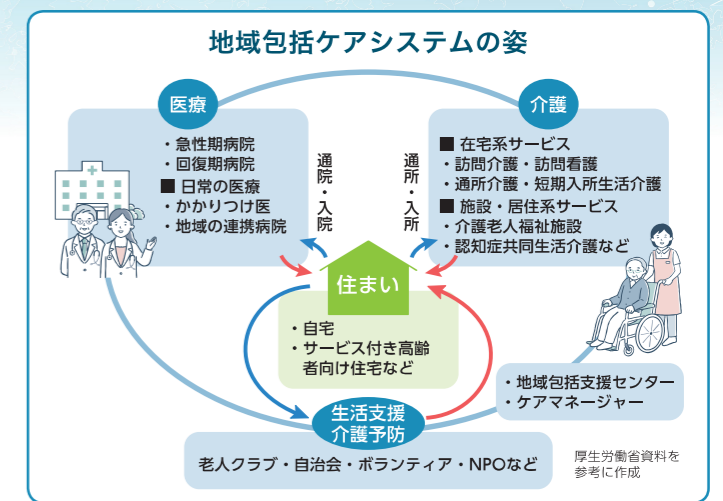 地域包括ケアシステムの姿
医療
・急性期病院
・回復期病院
■ 日常の医療
・かかりつけ医
・地域の連携病院
通院・入院
通所・入所
介護
■ 在宅系サービス
・訪問介護・訪問看護
・通所介護・短期入所生活介護
■ 施設・居住系サービス
・介護老人福祉施設
・認知症共同生活介護など
住まい
・自宅
・サービス付き高齢
者向け住宅など
・地域包括支援センター
・ケアマネージャー
生活支援
介護予防
老人クラブ・自治会・ボランティア・NPOなど
厚生労働省資料を
参考に作成